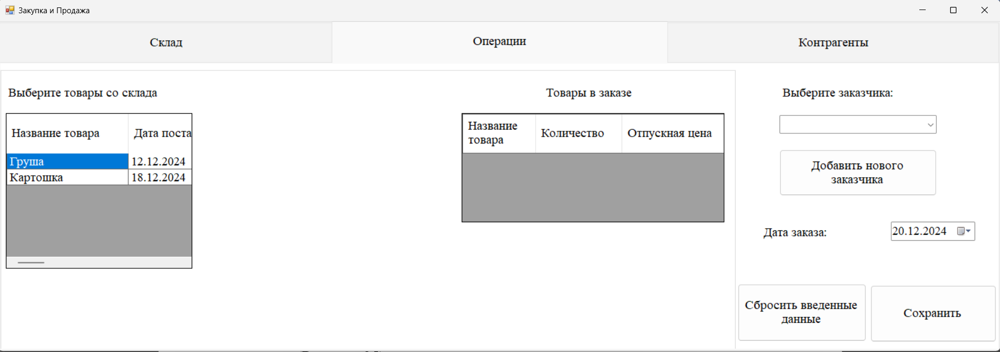 Закупка и Продажа
Склад
Операции
Контрагенты
Выберите товары со склада
Товары в заказе
Выберите заказчика:
Название товара
Дата поста
Груша
12.12.2024
Картошка
18.12.2024
Название
товара
Количество
Отпускная цена
Добавить нового
заказчика
Дата заказа:
20.12.2024
Сбросить введенные
данные
Сохранить